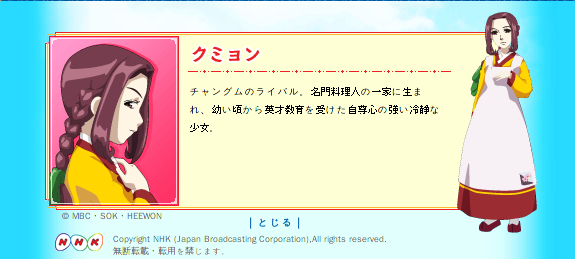 クミョン
チャングムのライバル。名門料理人の一家に生ま
れ、幼い頃から英才教育を受けた自尊心の強い冷静な
少女。
© MBC・SOK・HEEWON
| とじる |
NHK
Copyright NHK (Japan Broadcasting Corporation),All rights reserved.
無断転載・転用を禁じます。